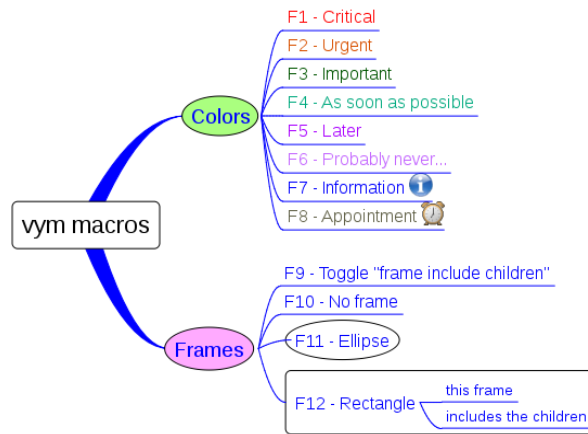 vym macros
Colors
F1 - Critical
F2 - Urgent
F3 - Important
F4 - As soon as possible
F5 - Later
F6 - Probably never...
F7 - Information
F8 - Appointment
Frames
F9 - Toggle "frame include children"
F10 - No frame
F11 - Ellipse
F12 - Rectangle
this frame
includes the children